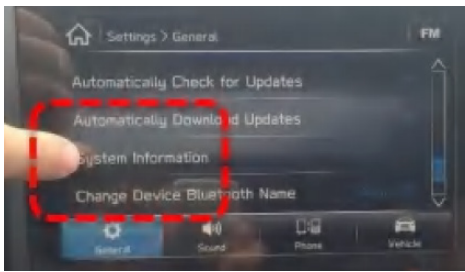 Settings > General
FM
Automatically Check for Updates
Automatically Download Updates
System Information
Change Device Bluetooth Name
General
Sound
Phone
Vehicle